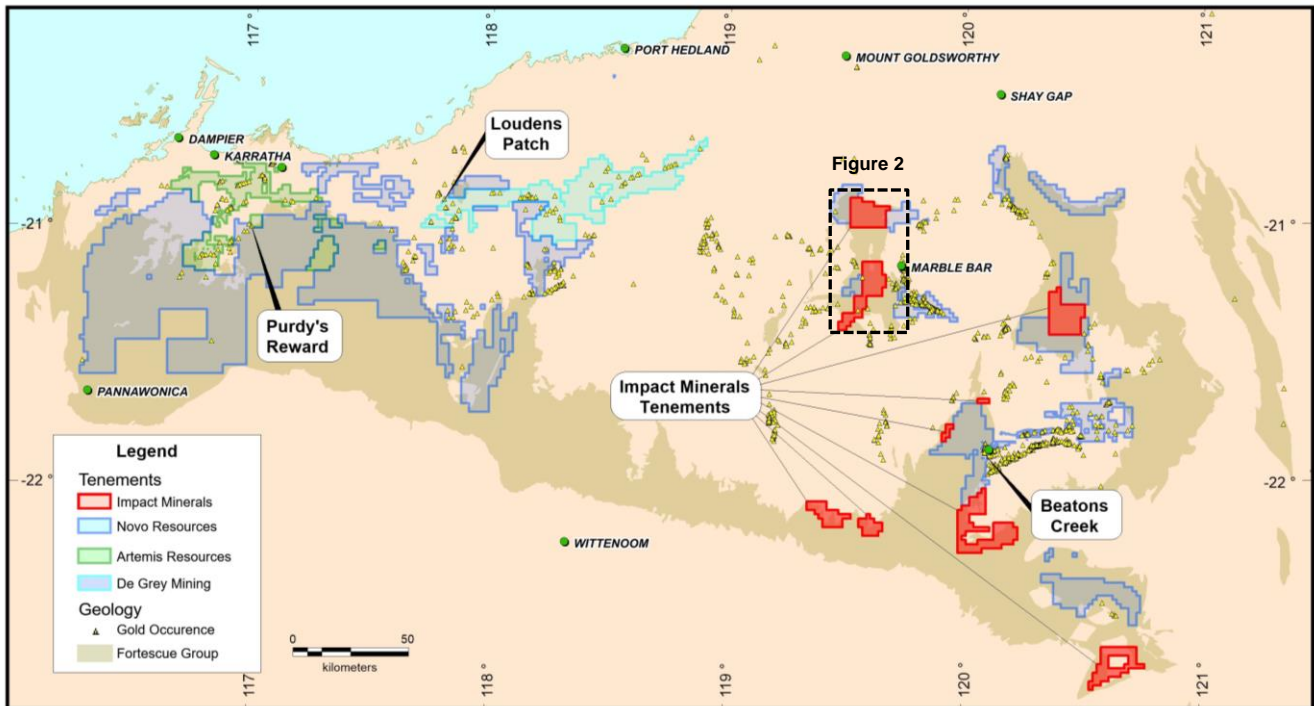 117 °
118 °
119 °
120 °
121 °
PORT HEDLAND
MOUNT GOLDSWORTHY
SHAY GAP
DAMPIER
KARRATHA
Loudens
Patch
Figure 2
-21 °
-21 °
MARBLE BAR
Purdy's
Reward
PANNAWONICA
Impact Minerals
Tenements
Legend
Tenements
Impact Minerals
Novo Resources
Artemis Resources
De Grey Mining
Geology
Gold Occurence
Fortescue Group
-22 °
-22 °
Beatons
Creek
WITTENOOM
0 50
kilometers
117 °
118 °
119 °
120 °
121 °